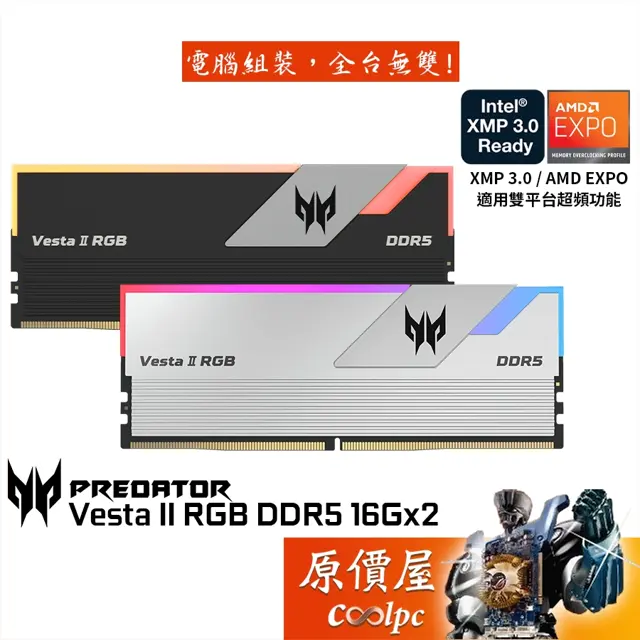 電腦組裝，全台無雙!
Intel®
XMP 3.0
Ready
AMD
EXPO
MEMORY OVERCLOCKING PROFILE
XMP 3.0 / AMD EXPO
適用雙平台超頻功能
Vesta II RGB
DDR5
Vesta II RGB
DDR5
PREDATOR
Vesta II RGB DDR5 16Gx2
原價屋
coolpc